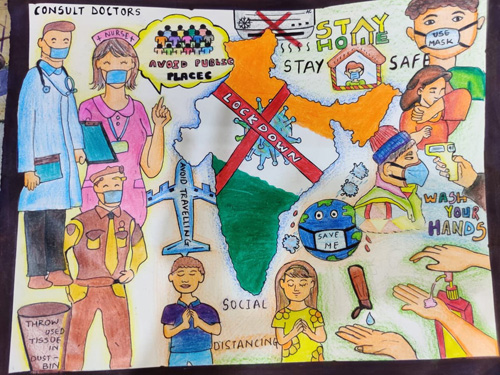 CONSULT DOCTORS
+ NURSE +
AVOID PUBLIC
PLACES
STAY
HOME
STAY SAFE
USE
MASK
LOCKDOWN
AVOID TRAVELLING
SAVE
ME
WASH
YOUR
HANDS
SOCIAL
DISTANCING
THROW
USED
TISSUE
IN
DUST-
BIN